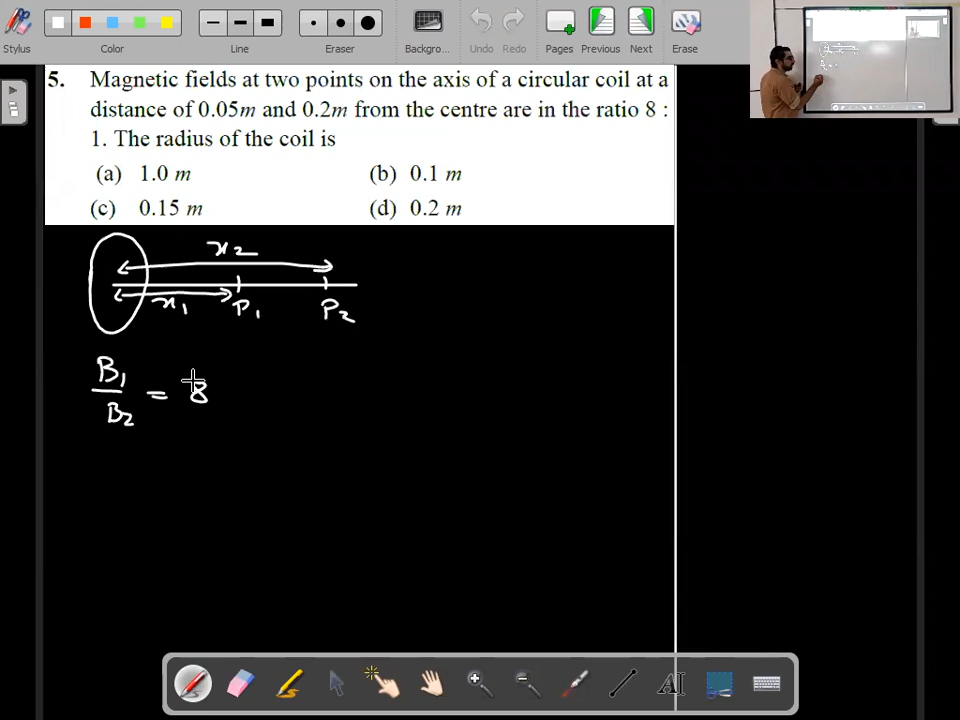 Stylus
Color
Line
Eraser
Backgro...
Undo
Redo
Pages
Previous
Next
Erase
5. Magnetic fields at two points on the axis of a circular coil at a
distance of 0.05m and 0.2m from the centre are in the ratio 8 :
1. The radius of the coil is
(a) 1.0 m (b) 0.1 m
(c) 0.15 m (d) 0.2 m
x2
x1 P1 P2
B1
= 8
B2
AI